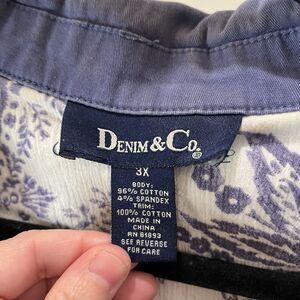 DENIM & CO.®
3X
BODY:
96% COTTON
4% SPANDEX
TRIM:
100% COTTON
MADE IN
CHINA
RN 81893
SEE REVERSE
FOR CARE